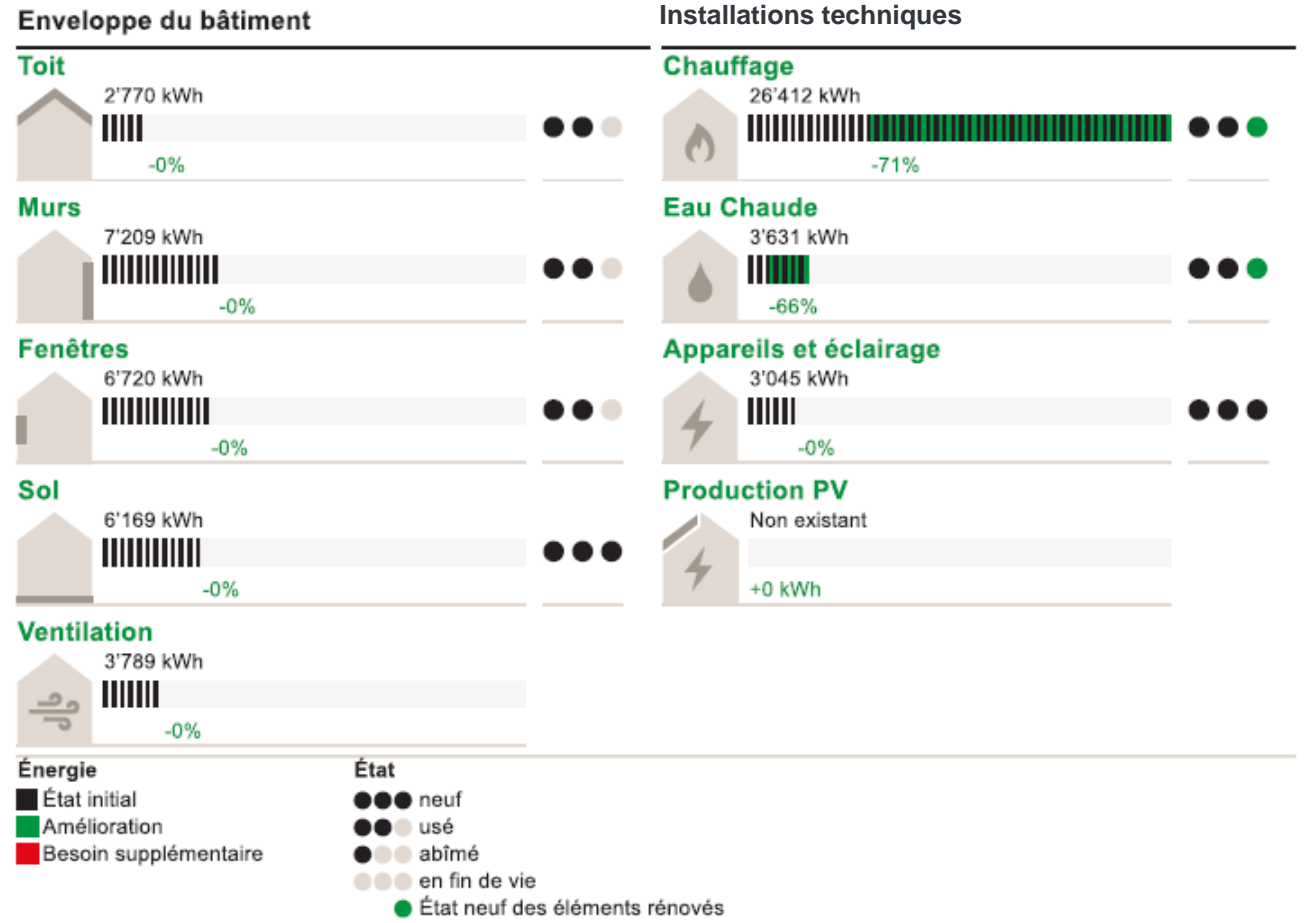 Enveloppe du bâtiment
Toit
2'770 kWh
-0%
Murs
7'209 kWh
-0%
Fenêtres
6'720 kWh
-0%
Sol
6'169 kWh
-0%
Ventilation
3'789 kWh
-0%
Installations techniques
Chauffage
26'412 kWh
-71%
Eau Chaude
3'631 kWh
-66%
Appareils et éclairage
3'045 kWh
-0%
Production PV
Non existant
+0 kWh
Énergie
État initial
Amélioration
Besoin supplémentaire
État
neuf
usé
abîmé
en fin de vie
État neuf des éléments rénovés